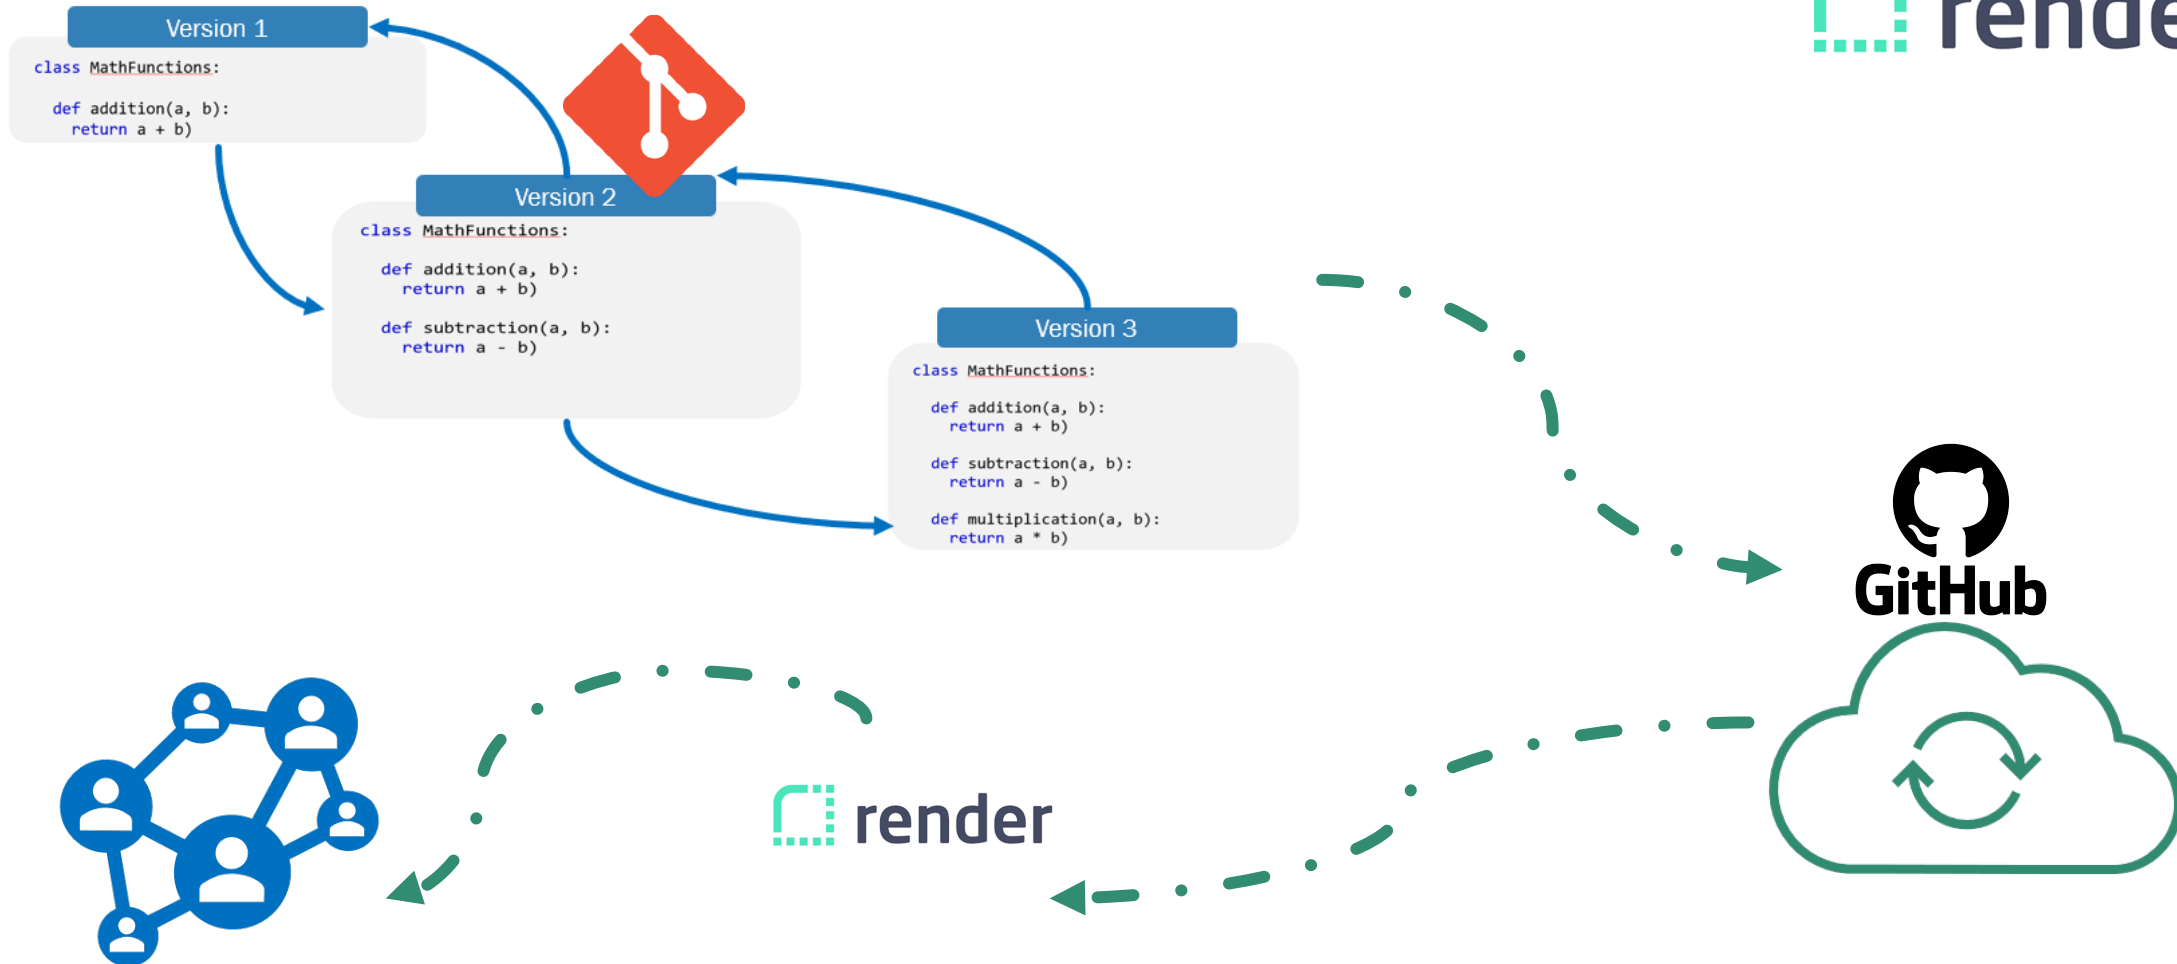 Version 1
class MathFunctions:
def addition(a, b):
return a + b)
Version 2
class MathFunctions:
def addition(a, b):
return a + b)
def subtraction(a, b):
return a - b)
Version 3
class MathFunctions:
def addition(a, b):
return a + b)
def subtraction(a, b):
return a - b)
def multiplication(a, b):
return a * b)
rende
GitHub
render